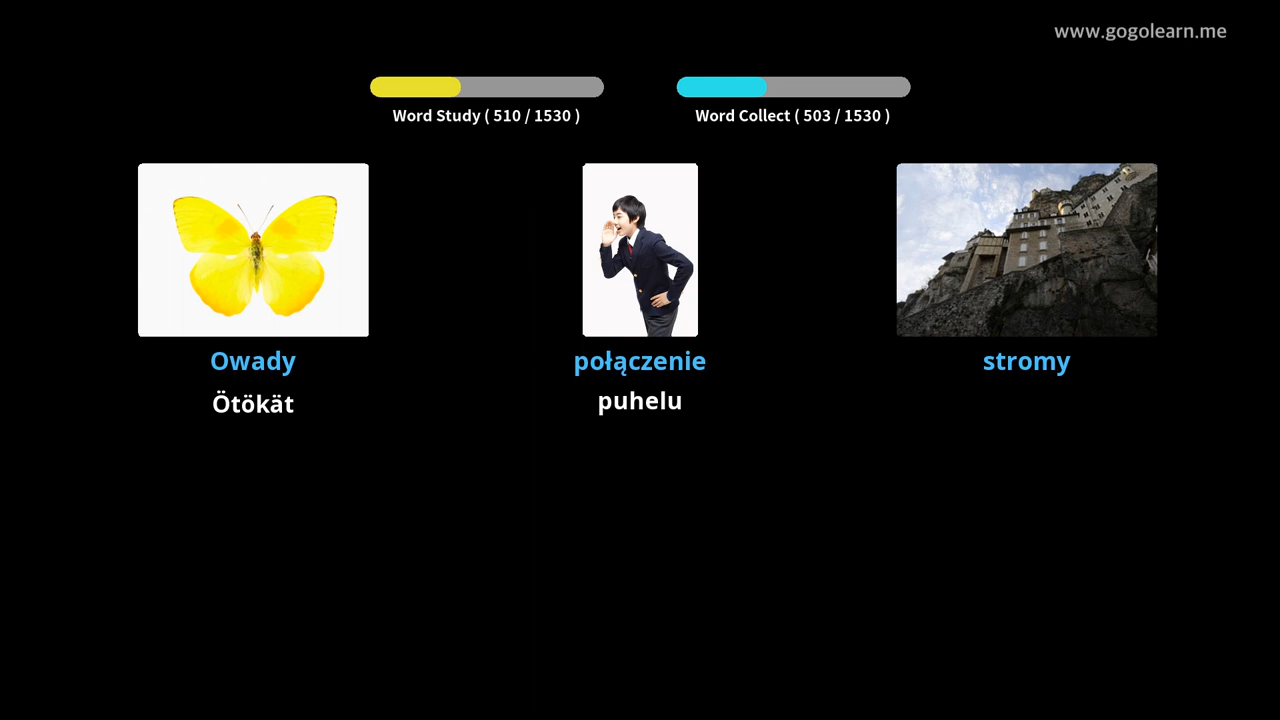 www.gogolearn.me
Word Study ( 510 / 1530 )
Word Collect ( 503 / 1530 )
Owady
połączenie
stromy
Ötökät
puhelu